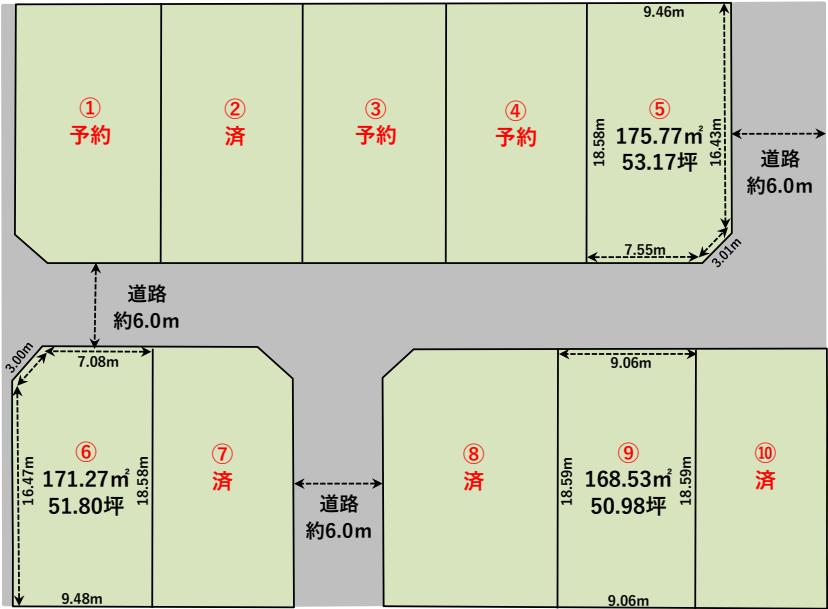 ①
予約
②
済
③
予約
④
予約
9.46m
⑤
175.77㎡
53.17坪
18.58m
16.43m
7.55m
3.01m
道路
約6.0m
道路
約6.0m
3.00m
7.08m
⑥
171.27㎡
51.80坪
16.47m
18.58m
9.48m
⑦
済
道路
約6.0m
⑧
済
9.06m
⑨
168.53㎡
50.98坪
18.59m
18.59m
9.06m
⑩
済